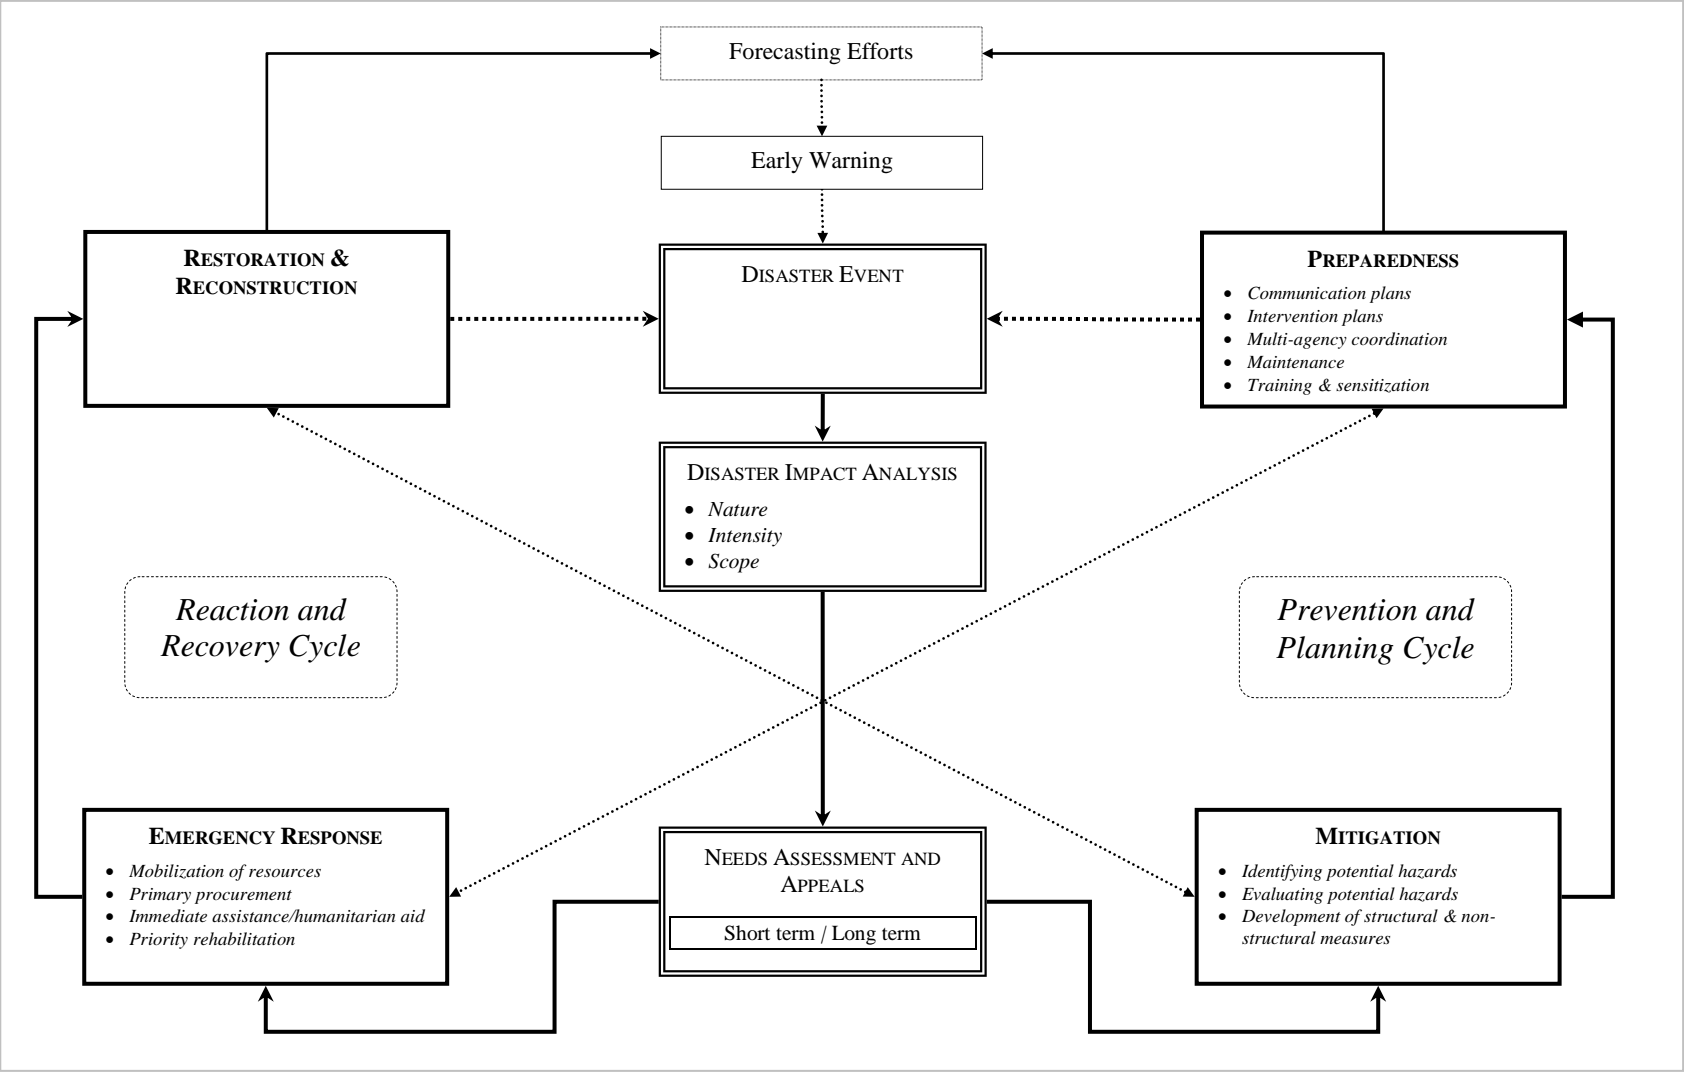 Forecasting Efforts
Early Warning
RESTORATION &
RECONSTRUCTION
DISASTER EVENT
PREPAREDNESS
• Communication plans
• Intervention plans
• Multi-agency coordination
• Maintenance
• Training & sensitization
DISASTER IMPACT ANALYSIS
• Nature
• Intensity
• Scope
Reaction and
Recovery Cycle
Prevention and
Planning Cycle
EMERGENCY RESPONSE
• Mobilization of resources
• Primary procurement
• Immediate assistance/humanitarian aid
• Priority rehabilitation
NEEDS ASSESSMENT AND
APPEALS
Short term / Long term
MITIGATION
• Identifying potential hazards
• Evaluating potential hazards
• Development of structural & non-
structural measures